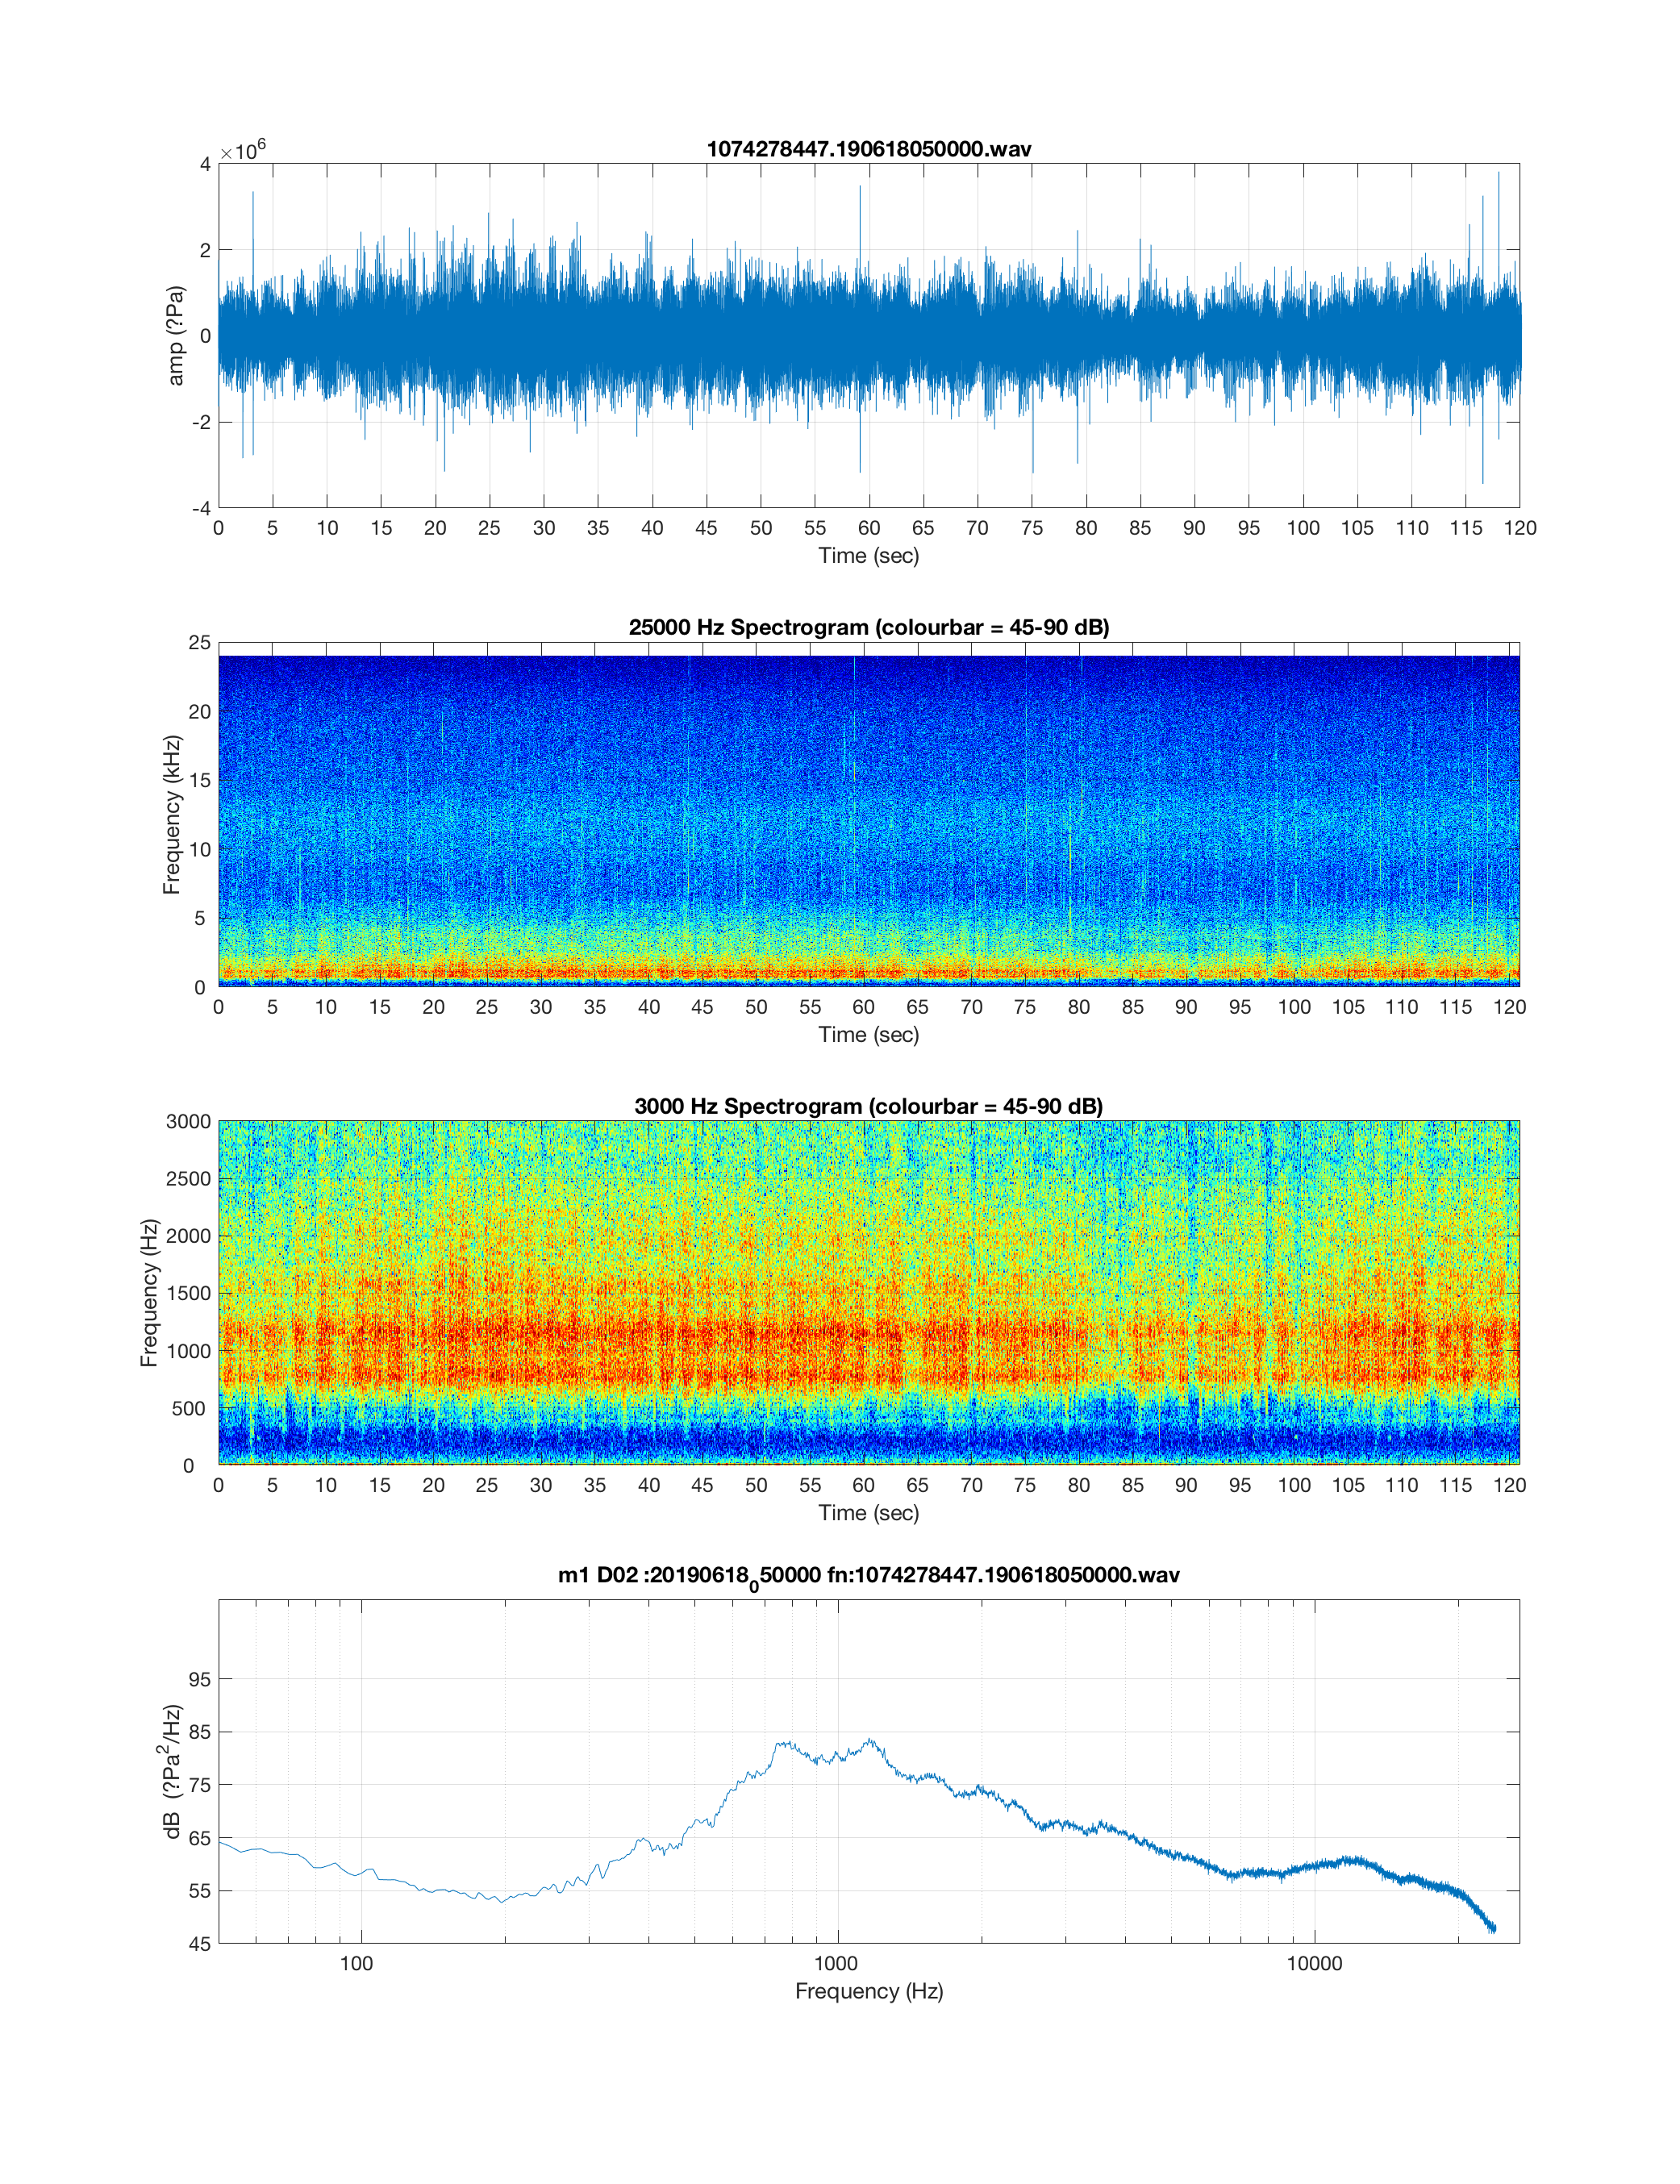 1074278447.190618050000.wav
×10⁶
4
2
0
-2
-4
amp (?Pa)
0 5 10 15 20 25 30 35 40 45 50 55 60 65 70 75 80 85 90 95 100 105 110 115 120
Time (sec)
25000 Hz Spectrogram (colourbar = 45-90 dB)
25
20
15
10
5
0
Frequency (kHz)
0 5 10 15 20 25 30 35 40 45 50 55 60 65 70 75 80 85 90 95 100 105 110 115 120
Time (sec)
3000 Hz Spectrogram (colourbar = 45-90 dB)
3000
2500
2000
1500
1000
500
0
Frequency (Hz)
0 5 10 15 20 25 30 35 40 45 50 55 60 65 70 75 80 85 90 95 100 105 110 115 120
Time (sec)
m1 D02 :20190618₀50000 fn:1074278447.190618050000.wav
95
85
75
65
55
45
dB (?Pa²/Hz)
100 1000 10000
Frequency (Hz)